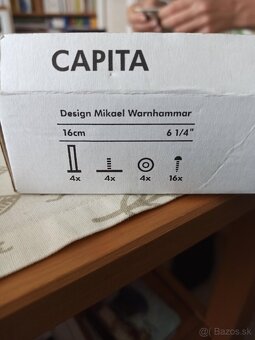 CAPITA
Design Mikael Warnhammar
16cm 6 1/4"
4x 4x 4x 16x
© Bazos.sk